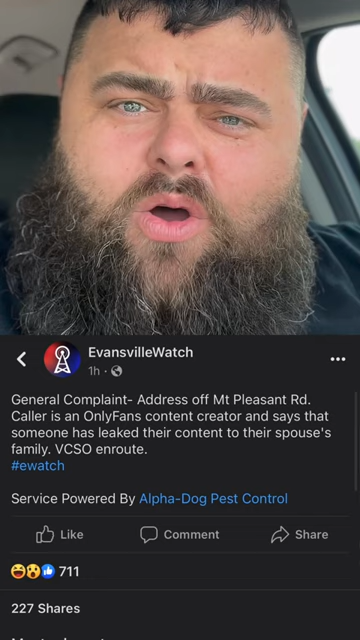 EvansvilleWatch
1h ·
General Complaint- Address off Mt Pleasant Rd.
Caller is an OnlyFans content creator and says that
someone has leaked their content to their spouse's
family. VCSO enroute.
#ewatch
Service Powered By Alpha-Dog Pest Control
Like Comment Share
711
227 Shares